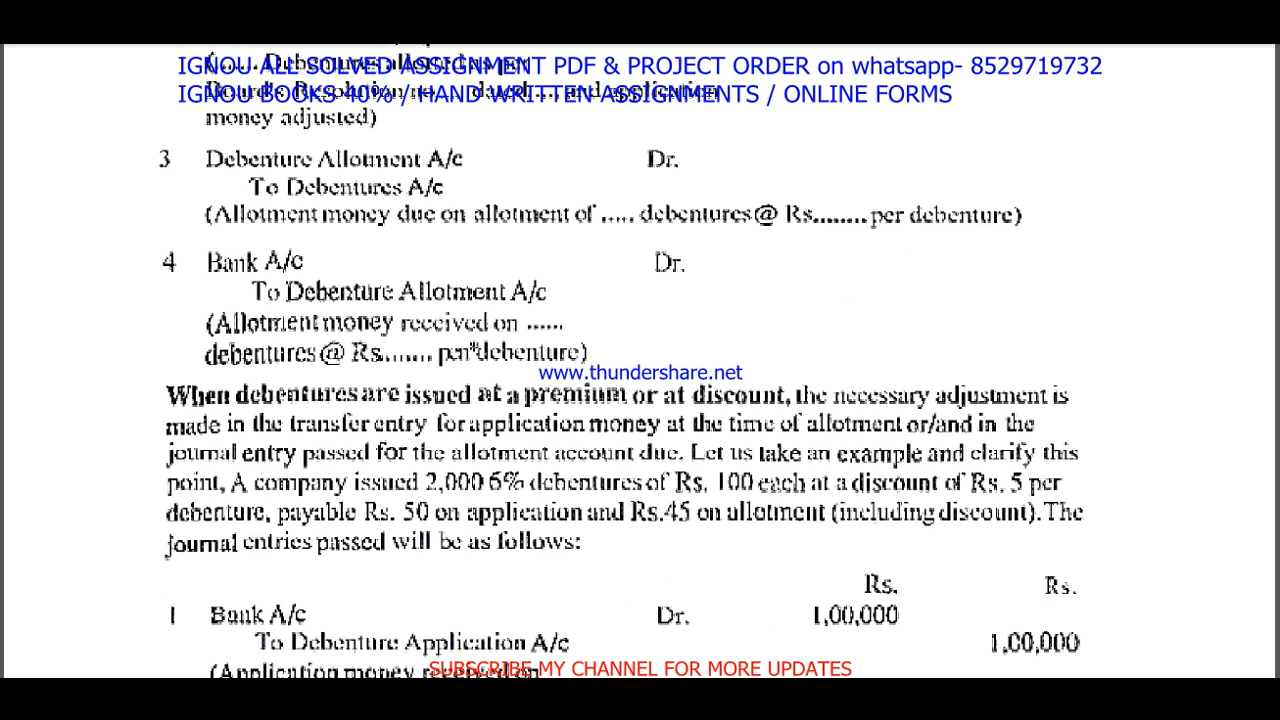 IGNOU ALL SOLVED ASSIGNMENT PDF & PROJECT ORDER on whatsapp- 8529719732
IGNOU BOOKS 40% / HAND WRITTEN ASSIGNMENTS / ONLINE FORMS
money adjusted)
3 Debenture Allotment A/c Dr.
To Debentures A/c
(Allotment money due on allotment of ..... debentures @ Rs........ per debenture)
4 Bank A/c Dr.
To Debenture Allotment A/c
(Allotment money received on ......
debentures @ Rs........ per debenture)
www.thundershare.net
When debentures are issued at a premium or at discount, the necessary adjustment is
made in the transfer entry for application money at the time of allotment or/and in the
journal entry passed for the allotment account due. Let us take an example and clarify this
point, A company issued 2,000 6% debentures of Rs. 100 each at a discount of Rs. 5 per
debenture, payable Rs. 50 on application and Rs.45 on allotment (including discount). The
journal entries passed will be as follows:
Rs. Rs.
1 Bank A/c Dr. 1,00,000
To Debenture Application A/c 1,00,000
(Application money received on
SUBSCRIBE MY CHANNEL FOR MORE UPDATES